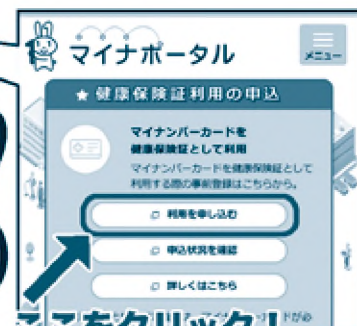 マイナポータル
メニュー
★ 健康保険証利用の申込
マイナンバーカードを
健康保険証として利用
マイナンバーカードを健康保険証として
利用する際の事前登録はこちらから。
利用を申し込む
申込状況を確認
詳しくはこちら
ここをクリック!